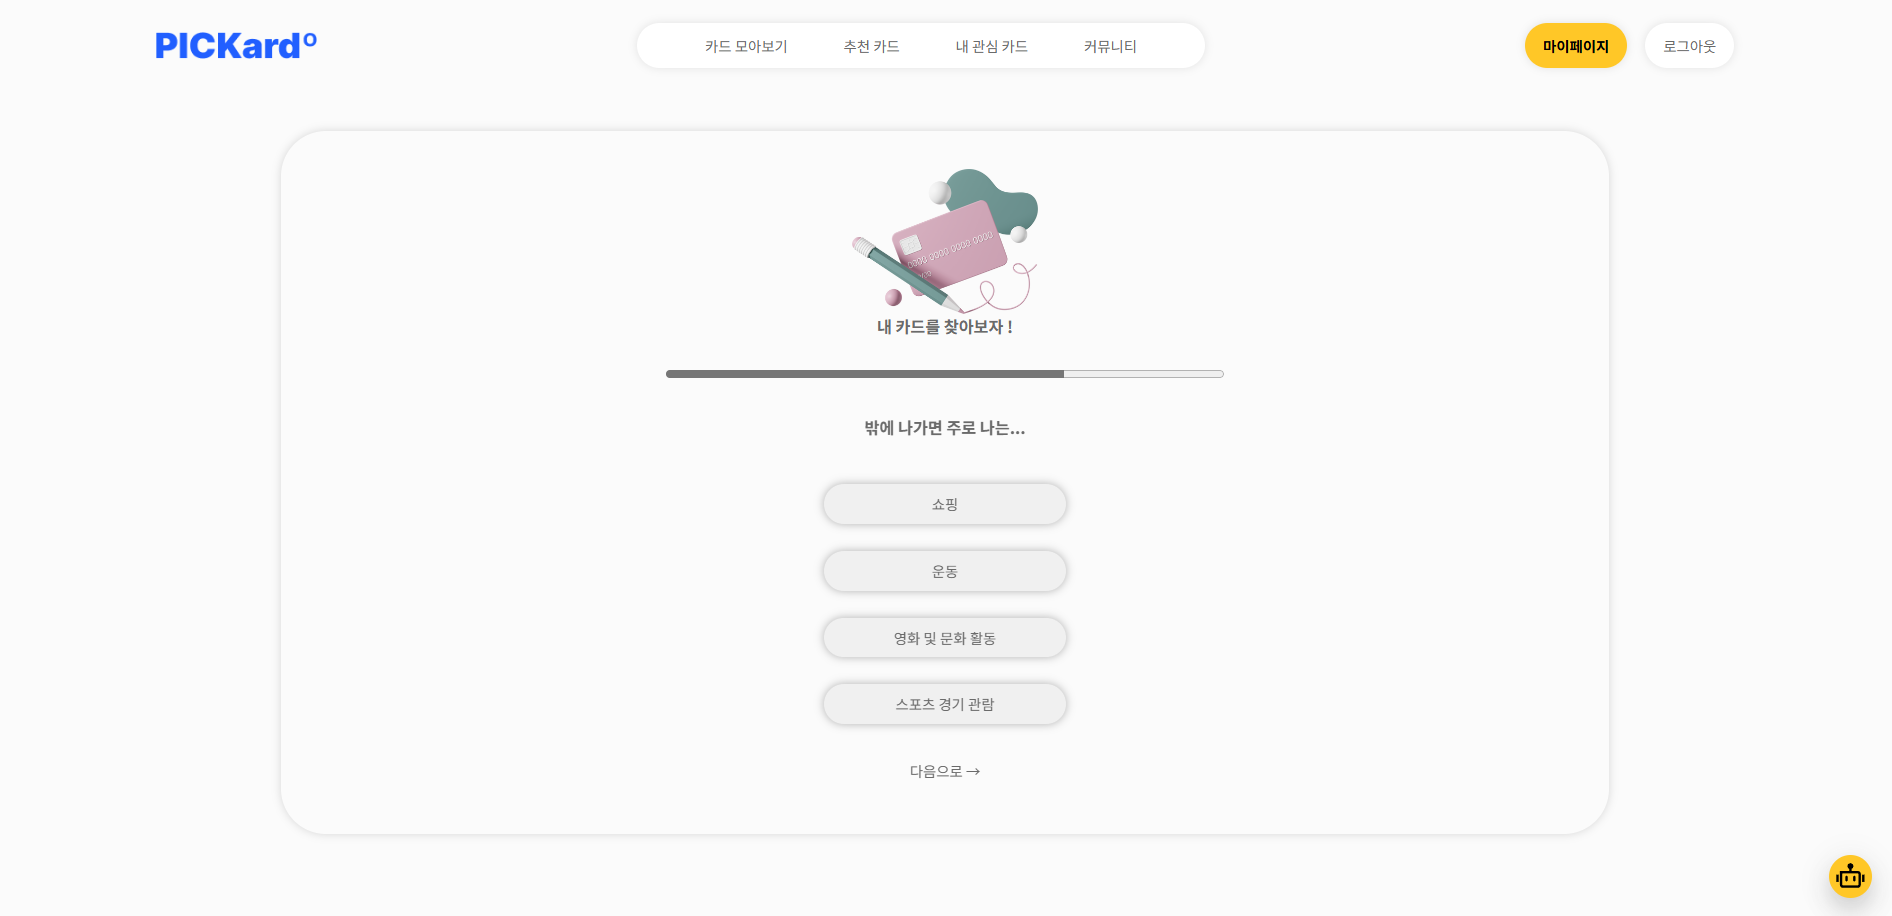 PICKardº
카드 모아보기 추천 카드 내 관심 카드 커뮤니티
마이페이지 로그아웃
0000 0000 0000 0000
내 카드를 찾아보자 !
밖에 나가면 주로 나는...
쇼핑
운동
영화 및 문화 활동
스포츠 경기 관람
다음으로 →